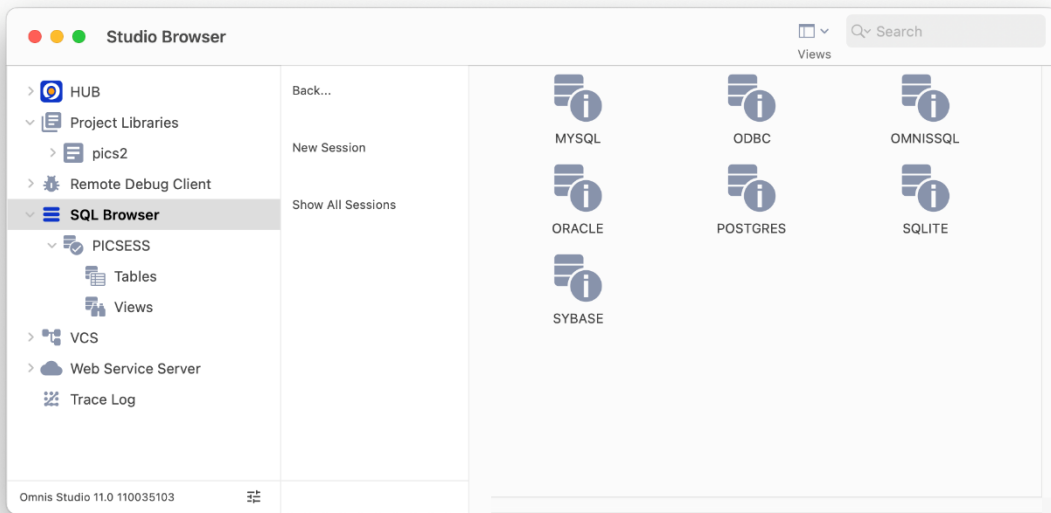 Studio Browser
Views
Search
HUB
Project Libraries
pics2
Remote Debug Client
SQL Browser
PICSESS
Tables
Views
VCS
Web Service Server
Trace Log
Omnis Studio 11.0 110035103
Back...
New Session
Show All Sessions
MYSQL
ODBC
OMNISSQL
ORACLE
POSTGRES
SQLITE
SYBASE